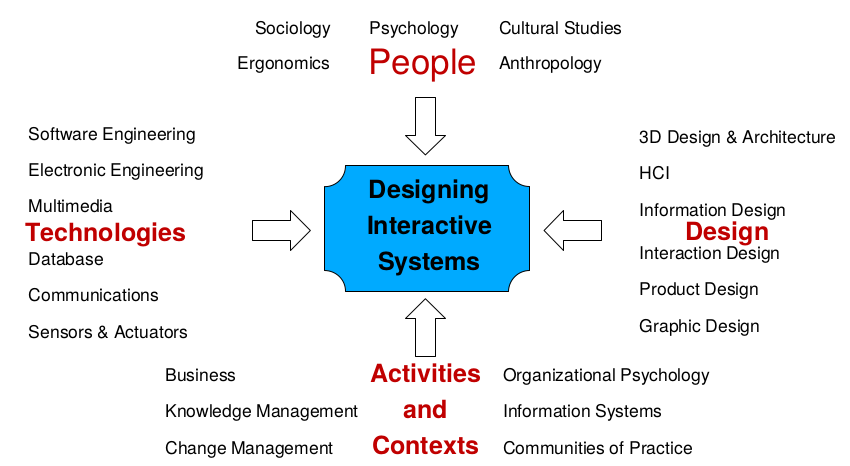 Sociology Psychology Cultural Studies
Ergonomics People Anthropology
Software Engineering
Electronic Engineering
Multimedia
Technologies
Database
Communications
Sensors & Actuators
Designing
Interactive
Systems
3D Design & Architecture
HCI
Information Design
Design
Interaction Design
Product Design
Graphic Design
Business
Knowledge Management
Change Management
Activities
and
Contexts
Organizational Psychology
Information Systems
Communities of Practice